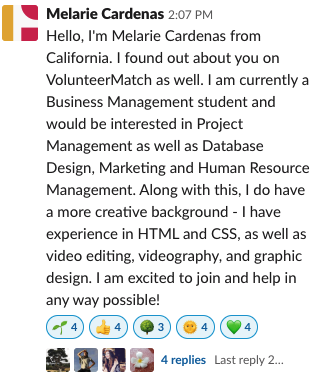 Melarie Cardenas 2:07 PM
Hello, I'm Melarie Cardenas from
California. I found out about you on
VolunteerMatch as well. I am currently a
Business Management student and
would be interested in Project
Management as well as Database
Design, Marketing and Human Resource
Management. Along with this, I do have
a more creative background - I have
experience in HTML and CSS, as well as
video editing, videography, and graphic
design. I am excited to join and help in
any way possible!
4 4 3 4 4
4 replies Last reply 2...